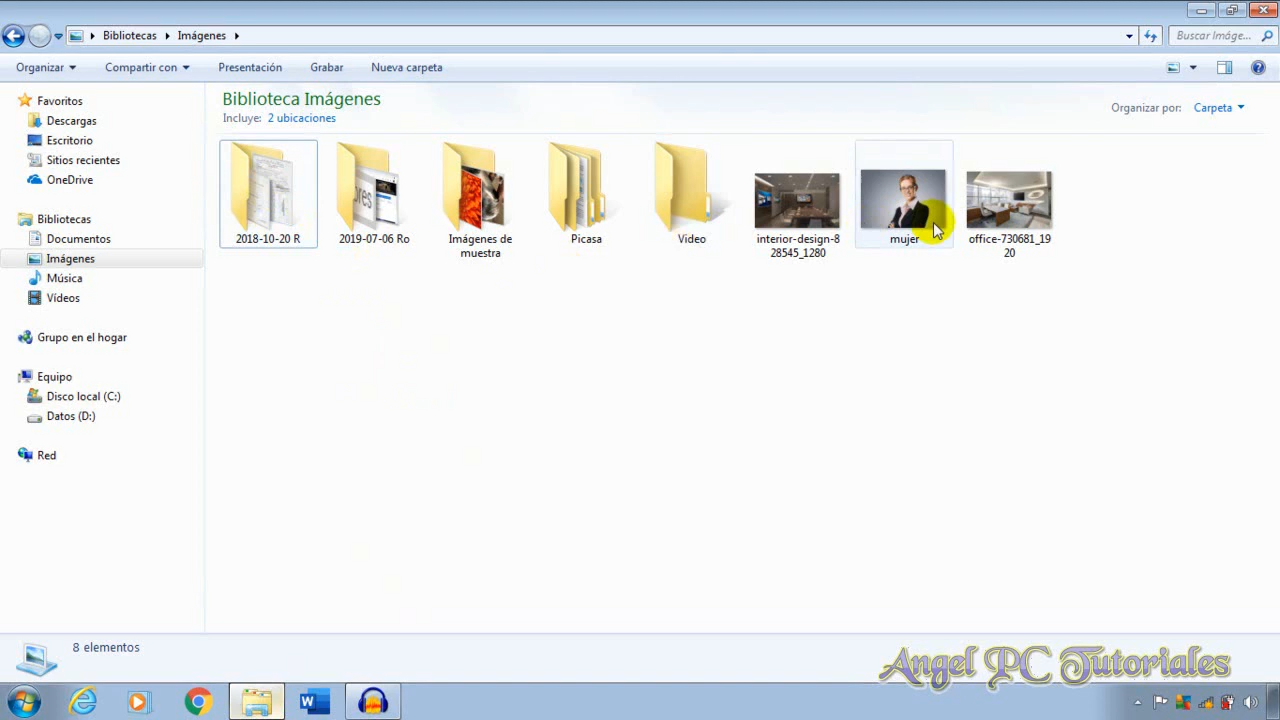 Bibliotecas Imágenes
Buscar Imáge...
Organizar Compartir con Presentación Grabar Nueva carpeta
Favoritos
Descargas
Escritorio
Sitios recientes
OneDrive
Bibliotecas
Documentos
Imágenes
Música
Vídeos
Grupo en el hogar
Equipo
Disco local (C:)
Datos (D:)
Red
Biblioteca Imágenes
Incluye: 2 ubicaciones
Organizar por: Carpeta
2018-10-20 R
2019-07-06 Ro
Imágenes de
muestra
Picasa
Video
interior-design-8
28545_1280
mujer
office-730681_19
20
8 elementos
Angel PC Tutoriales